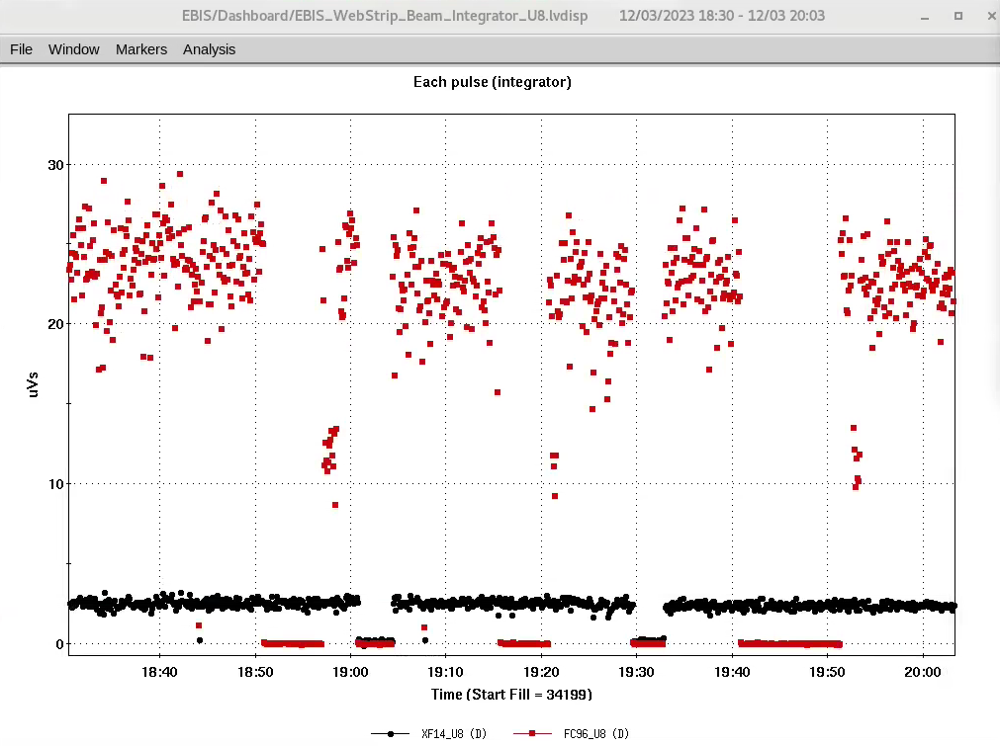 EBIS/Dashboard/EBIS_WebStrip_Beam_Integrator_U8.lvdisp 12/03/2023 18:30 - 12/03 20:03
File Window Markers Analysis
Each pulse (integrator)
30
20
uVs
10
0
18:40 18:50 19:00 19:10 19:20 19:30 19:40 19:50 20:00
Time (Start Fill = 34199)
XF14_U8 (D) FC96_U8 (D)